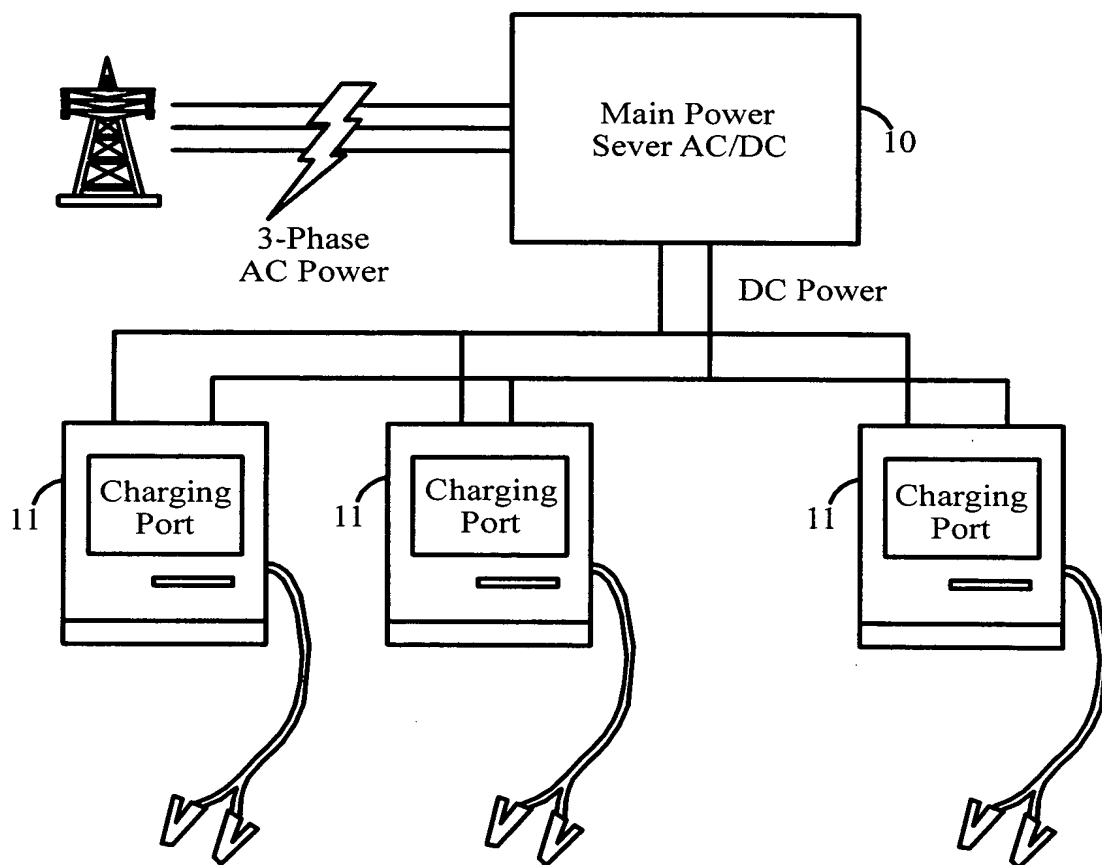 Main Power
Sever AC/DC
10
3-Phase
AC Power
DC Power
Charging
Port
11
Charging
Port
11
Charging
Port
11